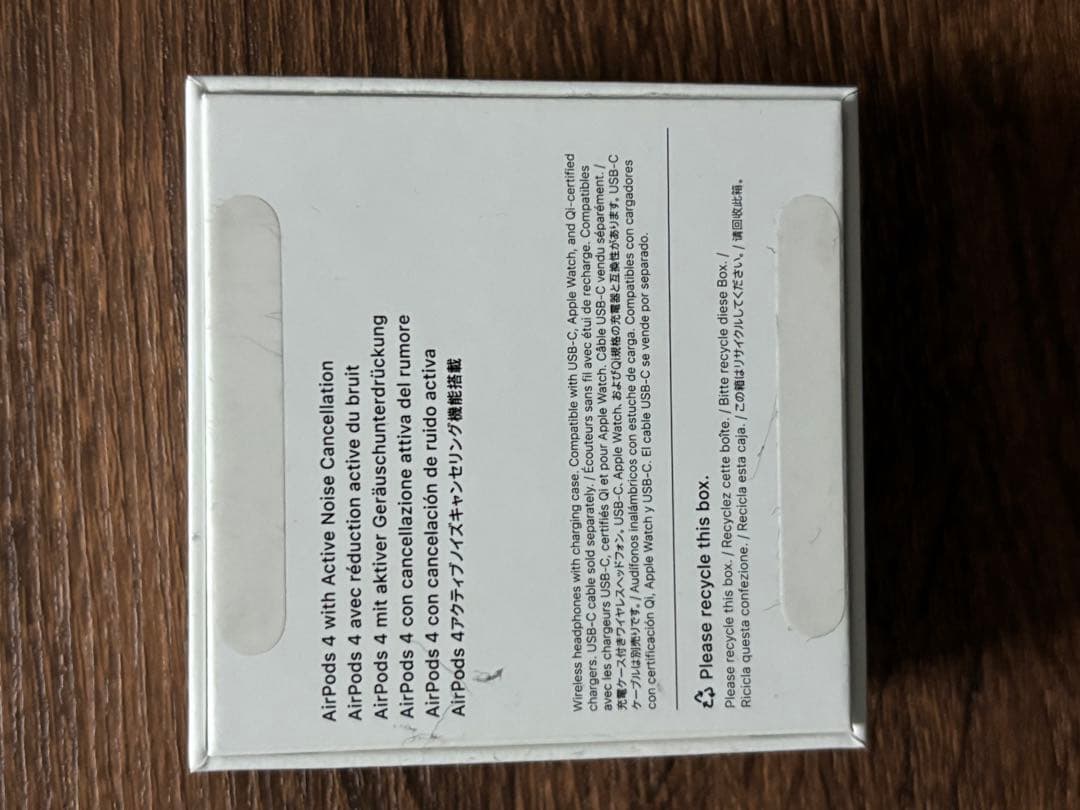 AirPods 4 with Active Noise Cancellation
AirPods 4 avec réduction active du bruit
AirPods 4 mit aktiver Geräuschunterdrückung
AirPods 4 con cancellazione attiva del rumore
AirPods 4 con cancelación de ruido activa
AirPods 4アクティブノイズキャンセリング機能搭載
Wireless headphones with charging case. Compatible with USB-C, Apple Watch, and Qi-certified
chargers. USB-C cable sold separately. / Écouteurs sans fil avec étui de recharge. Compatibles
avec les chargeurs USB-C, certifiés Qi et pour Apple Watch. Câble USB-C vendu séparément. /
充電ケース付きワイヤレスヘッドフォン。USB-C、Apple Watch、およびQi規格の充電器と互換性があります。USB-C
ケーブルは別売りです。/ Audífonos inalámbricos con estuche de carga. Compatibles con cargadores
con certificación Qi, Apple Watch y USB-C. El cable USB-C se vende por separado.
Please recycle this box.
Please recycle this box. / Recyclez cette boîte. / Bitte recycle diese Box. /
Ricicla questa confezione. / Recicla esta caja. / この箱はリサイクルしてください。/ 请回收此箱。